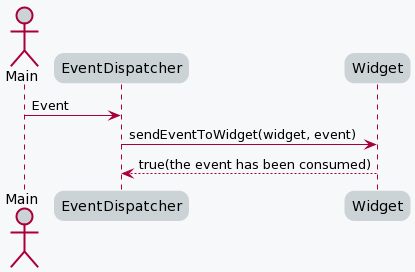 Main
EventDispatcher
Widget
Event
sendEventToWidget(widget, event)
true(the event has been consumed)
Main
EventDispatcher
Widget